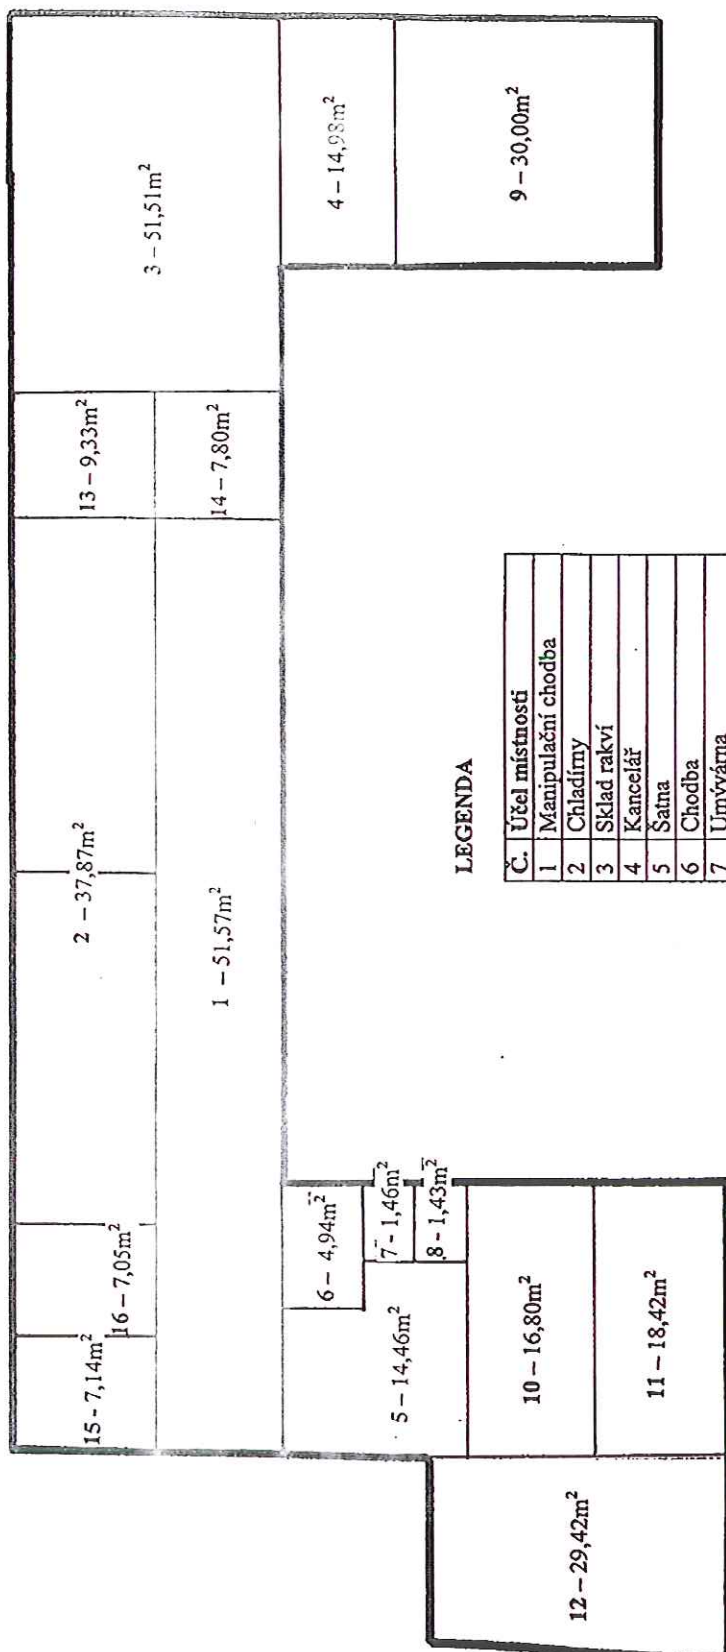 15 - 7,14m²
16 – 7,05m²
2 – 37,87m²
13 - 9,33m²
3 – 51,51m²
1 – 51,57m²
14 – 7,80m²
4 – 14,98m²
9 – 30,00m²
6 – 4,94m²
7 - 1,46m²
8 - 1,43m²
5 – 14,46m²
10 – 16,80m²
11 – 18,42m²
12 – 29,42m²
LEGENDA
Č. Účel místnosti
1 Manipulační chodba
2 Chladírny
3 Sklad rakví
4 Kancelář
5 Šatna
6 Chodba
7 Umývárna